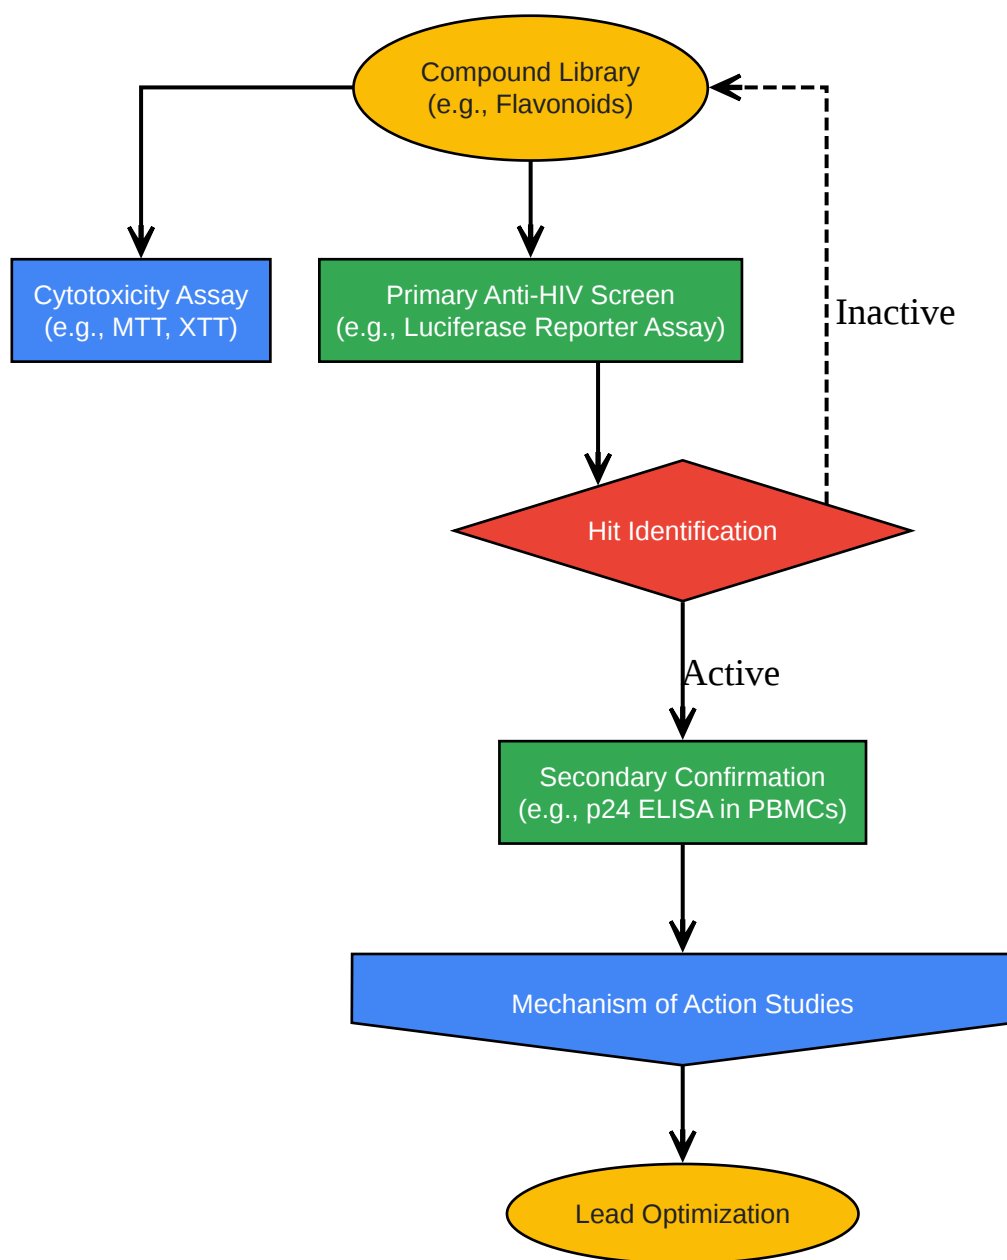 Compound Library
(e.g., Flavonoids)
Cytotoxicity Assay
(e.g., MTT, XTT)
Primary Anti-HIV Screen
(e.g., Luciferase Reporter Assay)
Inactive
Hit Identification
Active
Secondary Confirmation
(e.g., p24 ELISA in PBMCs)
Mechanism of Action Studies
Lead Optimization